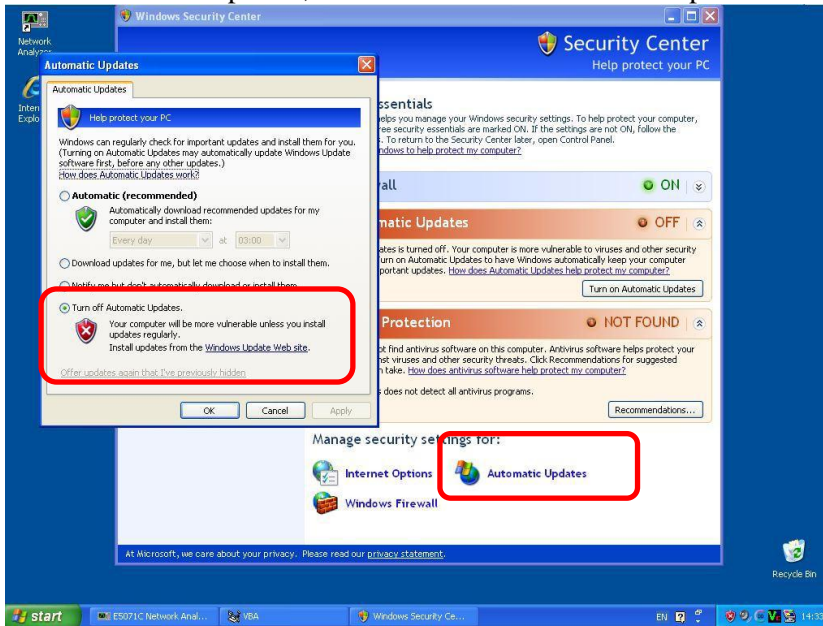 Windows Security Center
Network
Security Center
Help protect your PC
Automatic Updates
Automatic Updates
Help protect your PC
Windows can regularly check for important updates and install them for you.
(Turning on Automatic Updates may automatically update Windows Update
software first, before any other updates.)
How does Automatic Updates work?
Automatic (recommended)
Automatically download recommended updates for my
computer and install them:
Every day at 03:00
Download updates for me, but let me choose when to install them.
Notify me but don't automatically download or install them.
Turn off Automatic Updates.
Your computer will be more vulnerable unless you install
updates regularly.
Install updates from the Windows Update Web site.
Offer updates again that I've previously hidden
OK Cancel Apply
ssentials
elps you manage your Windows security settings. To help protect your computer,
ree security essentials are marked ON. If the settings are not ON, follow the
. To return to the Security Center later, open Control Panel.
ndows to help protect my computer?
all ON
matic Updates OFF
ates is turned off. Your computer is more vulnerable to viruses and other security
urn on Automatic Updates to have Windows automatically keep your computer
portant updates. How does Automatic Updates help protect my computer?
Turn on Automatic Updates
Protection NOT FOUND
ot find antivirus software on this computer. Antivirus software helps protect your
nst viruses and other security threats. Click Recommendations for suggested
n take. How does antivirus software help protect my computer?
s does not detect all antivirus programs.
Recommendations...
Manage security settings for:
Internet Options Automatic Updates
Windows Firewall
At Microsoft, we care about your privacy. Please read our privacy statement.
Recycle Bin
start E5071C Network Anal... VBA Windows Security Ce... EN 14:33